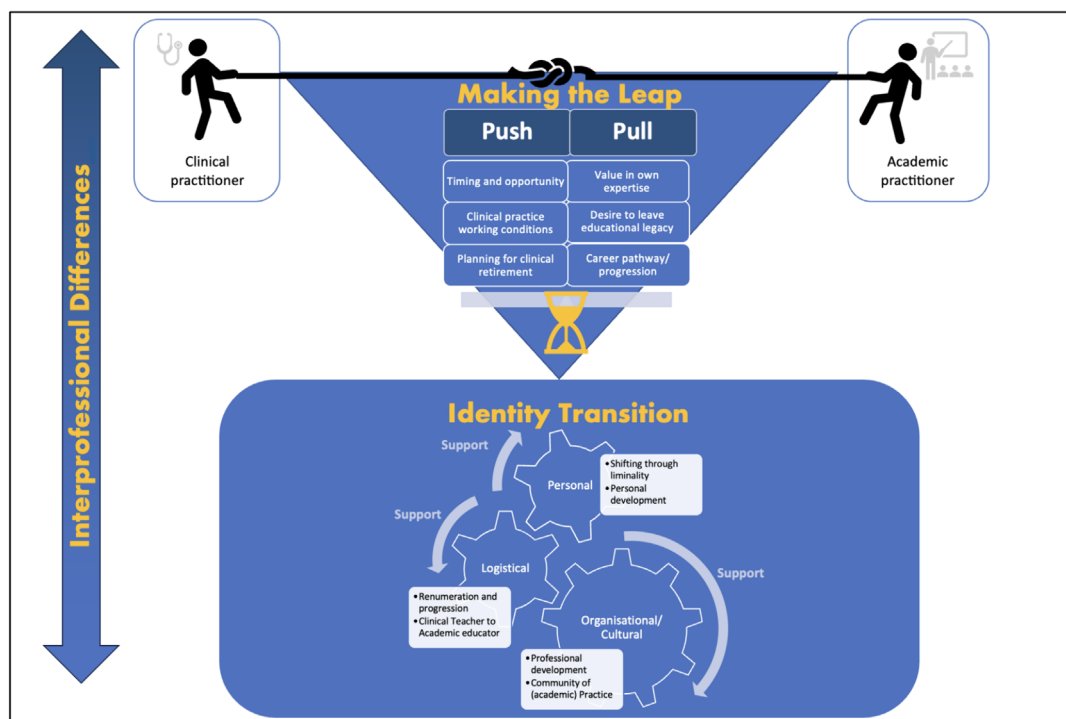 Interprofessional Differences
Clinical
practitioner
Making the Leap
Academic
practitioner
Push
Pull
Timing and opportunity
Value in own
expertise
Clinical practice
working conditions
Desire to leave
educational legacy
Planning for clinical
retirement
Career pathway/
progression
Identity Transition
Support
Personal
• Shifting through
liminality
• Personal
development
Support
Logistical
• Renumeration and
progression
• Clinical Teacher to
Academic educator
Support
Organisational/
Cultural
• Professional
development
• Community of
(academic) Practice